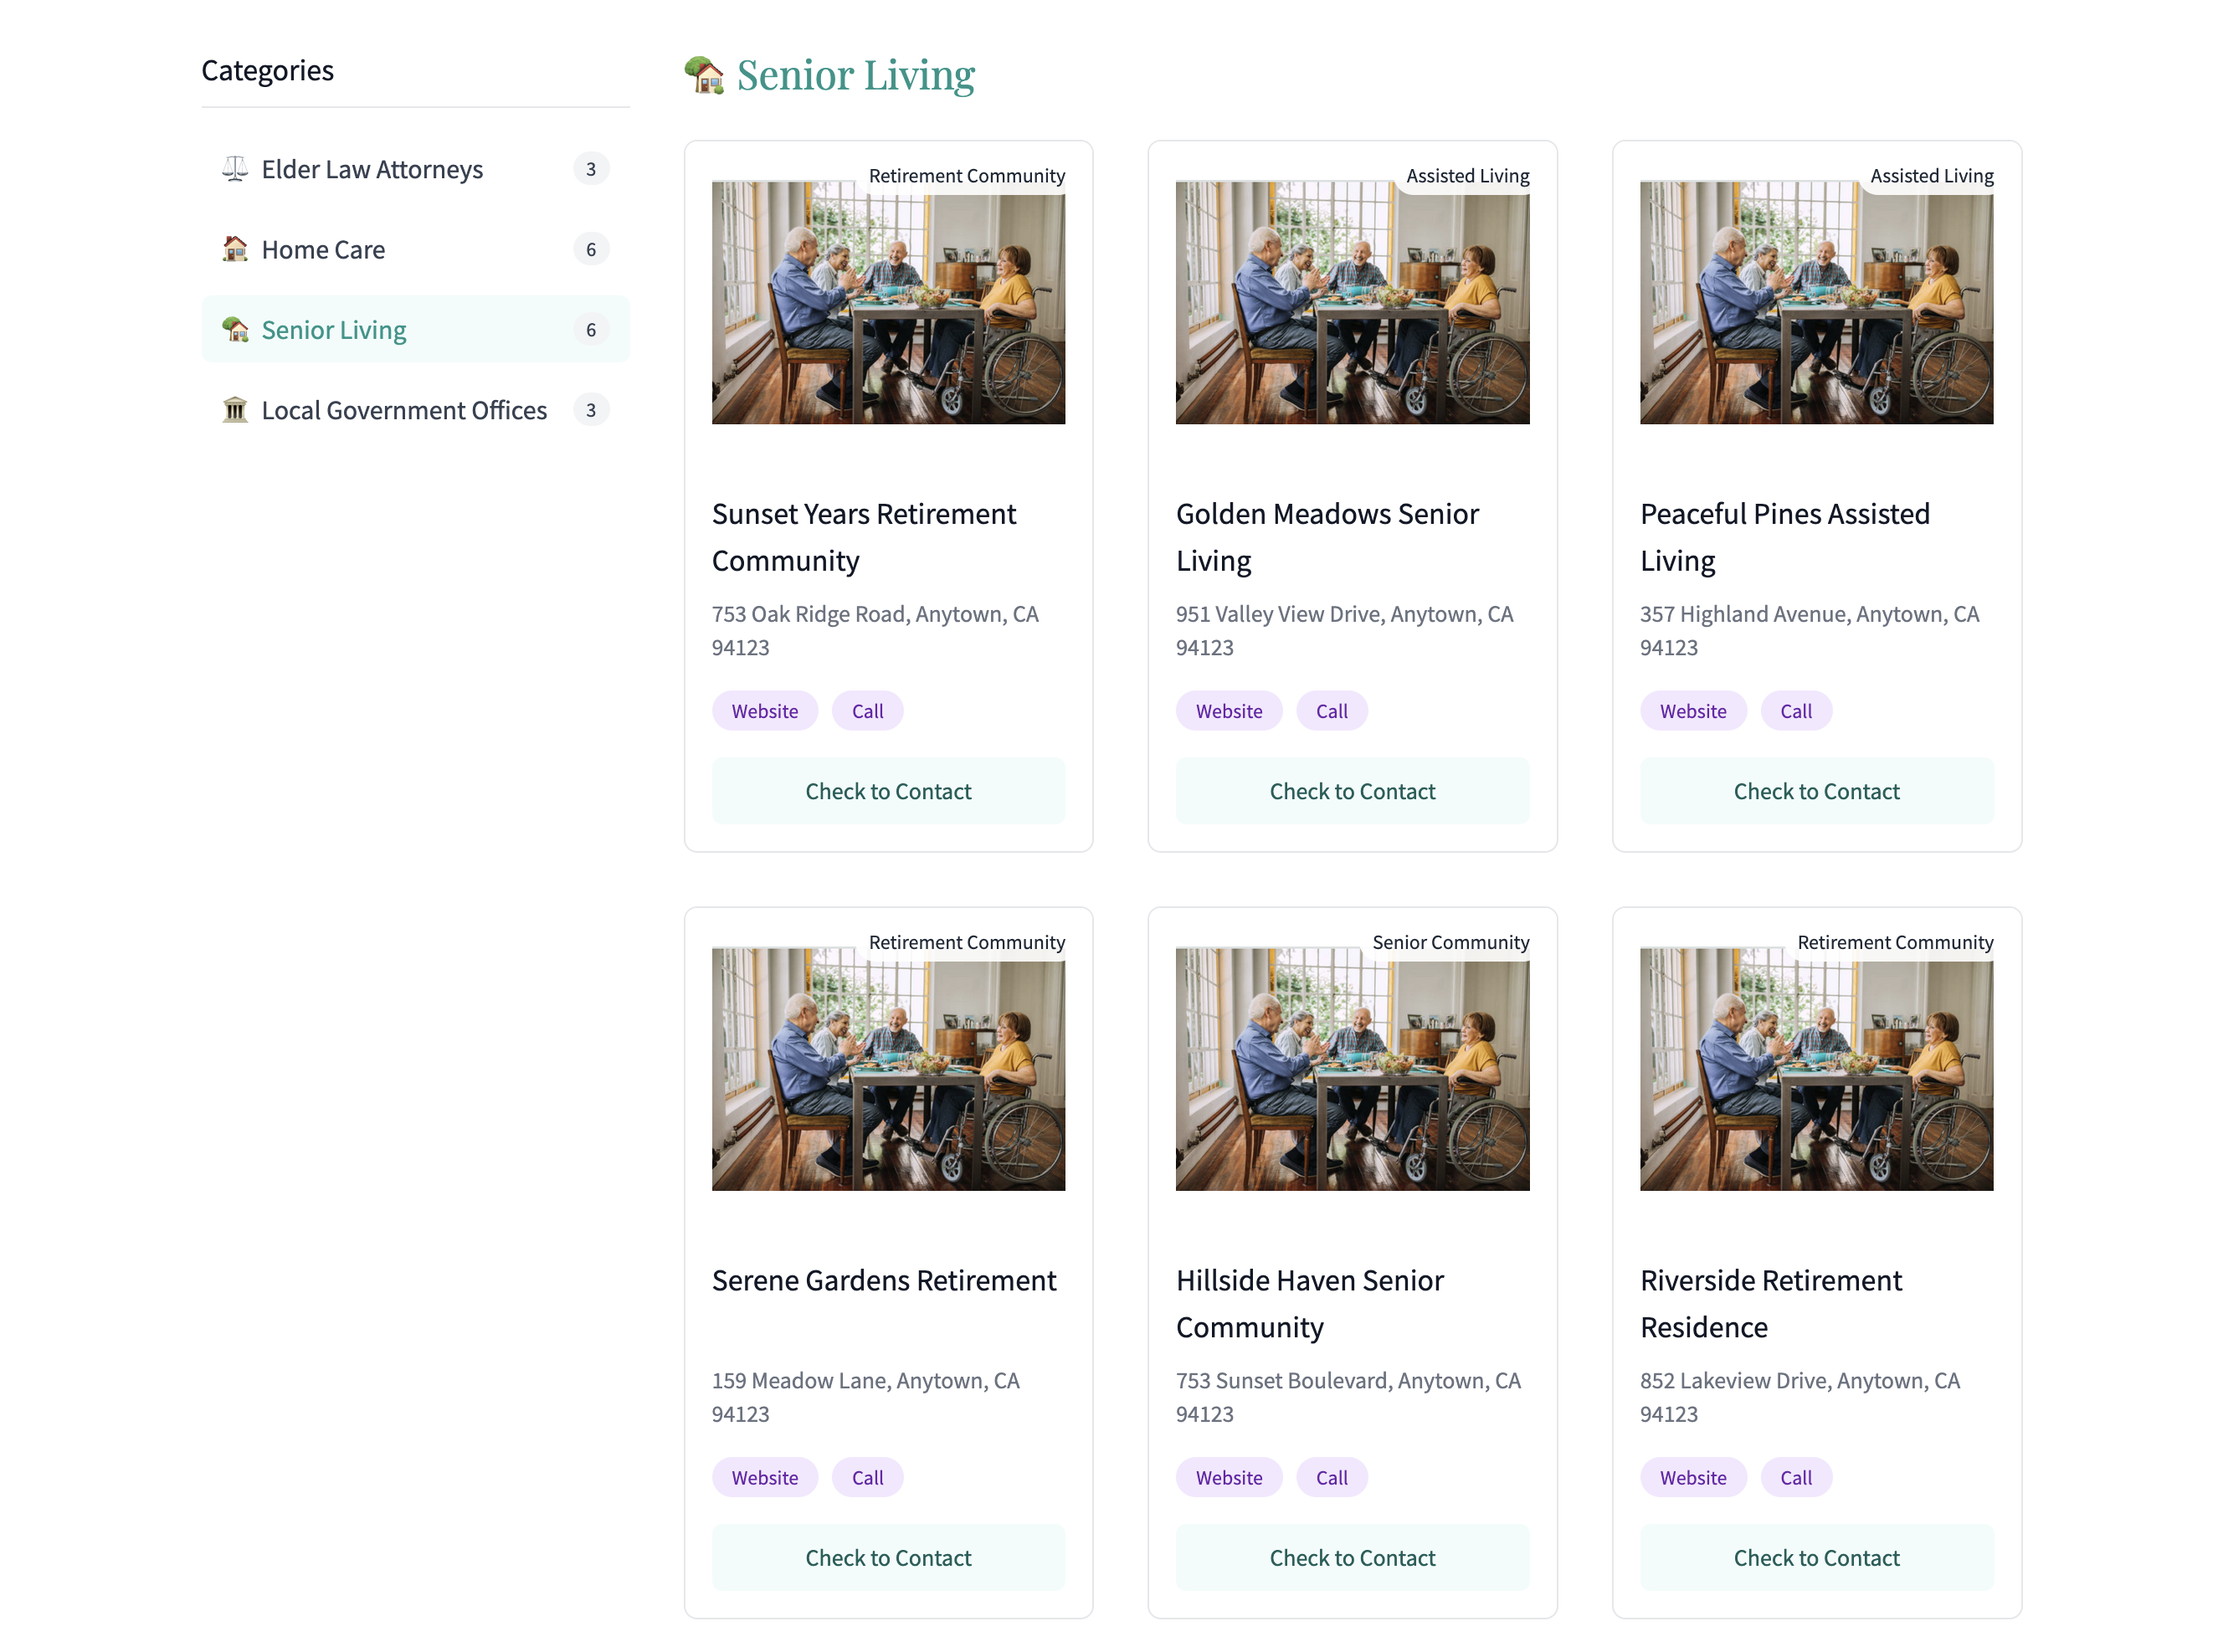 Categories
Elder Law Attorneys 3
Home Care 6
Senior Living 6
Local Government Offices 3
Senior Living
Retirement Community
Sunset Years Retirement
Community
753 Oak Ridge Road, Anytown, CA
94123
Website Call
Check to Contact
Assisted Living
Golden Meadows Senior
Living
951 Valley View Drive, Anytown, CA
94123
Website Call
Check to Contact
Assisted Living
Peaceful Pines Assisted
Living
357 Highland Avenue, Anytown, CA
94123
Website Call
Check to Contact
Retirement Community
Serene Gardens Retirement
159 Meadow Lane, Anytown, CA
94123
Website Call
Check to Contact
Senior Community
Hillside Haven Senior
Community
753 Sunset Boulevard, Anytown, CA
94123
Website Call
Check to Contact
Retirement Community
Riverside Retirement
Residence
852 Lakeview Drive, Anytown, CA
94123
Website Call
Check to Contact